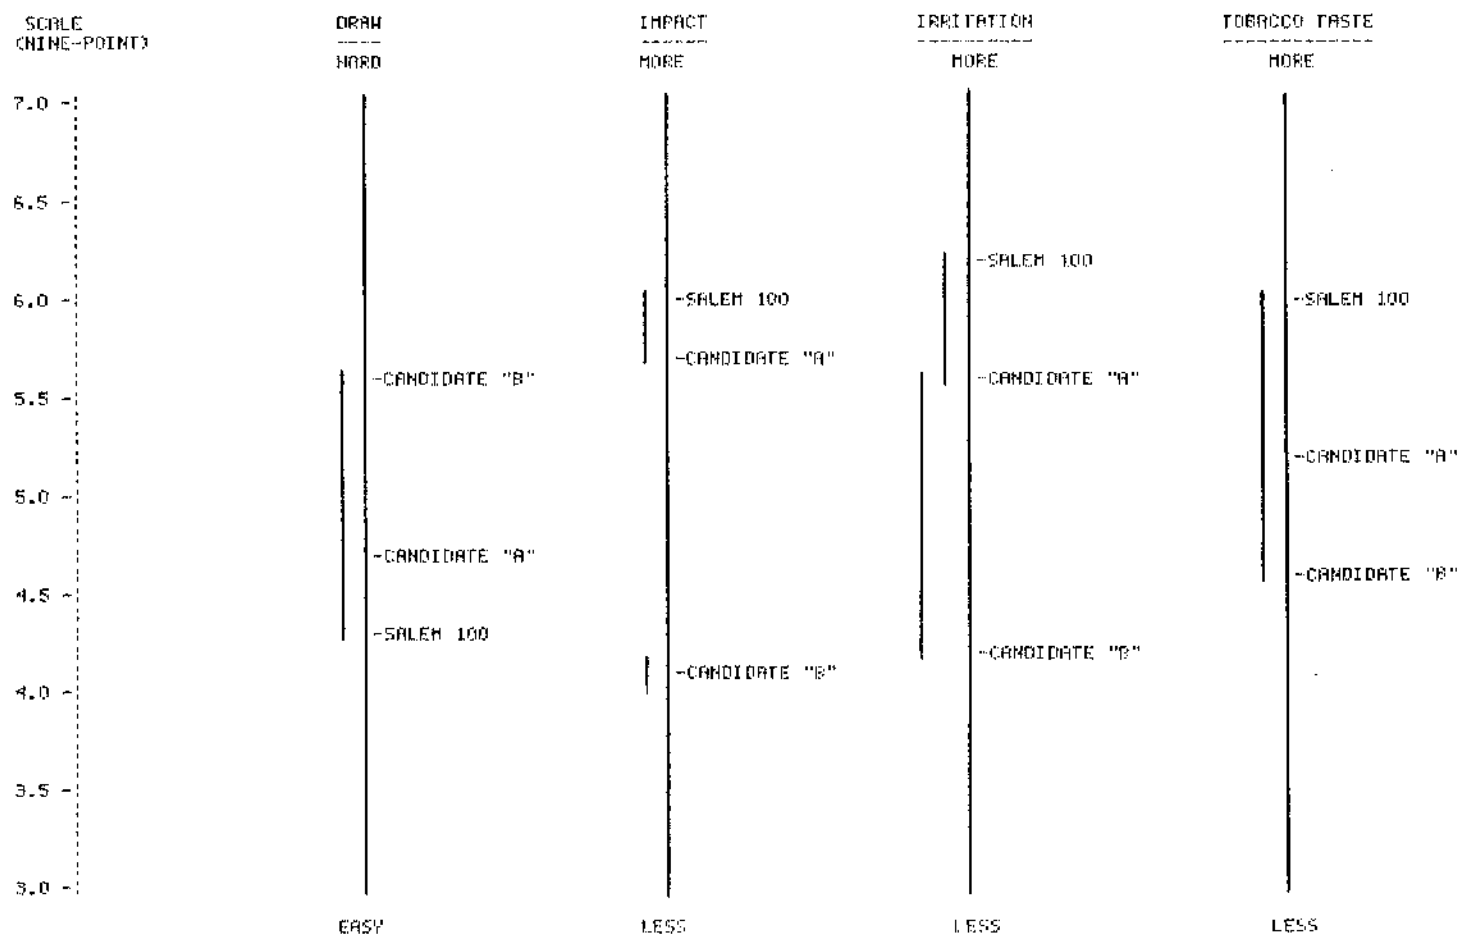 SCALE DRAW IMPACT IRRITATION TOBACCO TASTE
(NINE-POINT)
HARD MORE MORE MORE
7.0
6.5
SALEM 100
6.0 SALEM 100 SALEM 100
CANDIDATE "A"
CANDIDATE "B" CANDIDATE "A"
5.5
CANDIDATE "A"
5.0
CANDIDATE "A"
CANDIDATE "B"
4.5
SALEM 100
CANDIDATE "B"
CANDIDATE "B"
4.0
3.5
3.0
EASY LESS LESS LESS